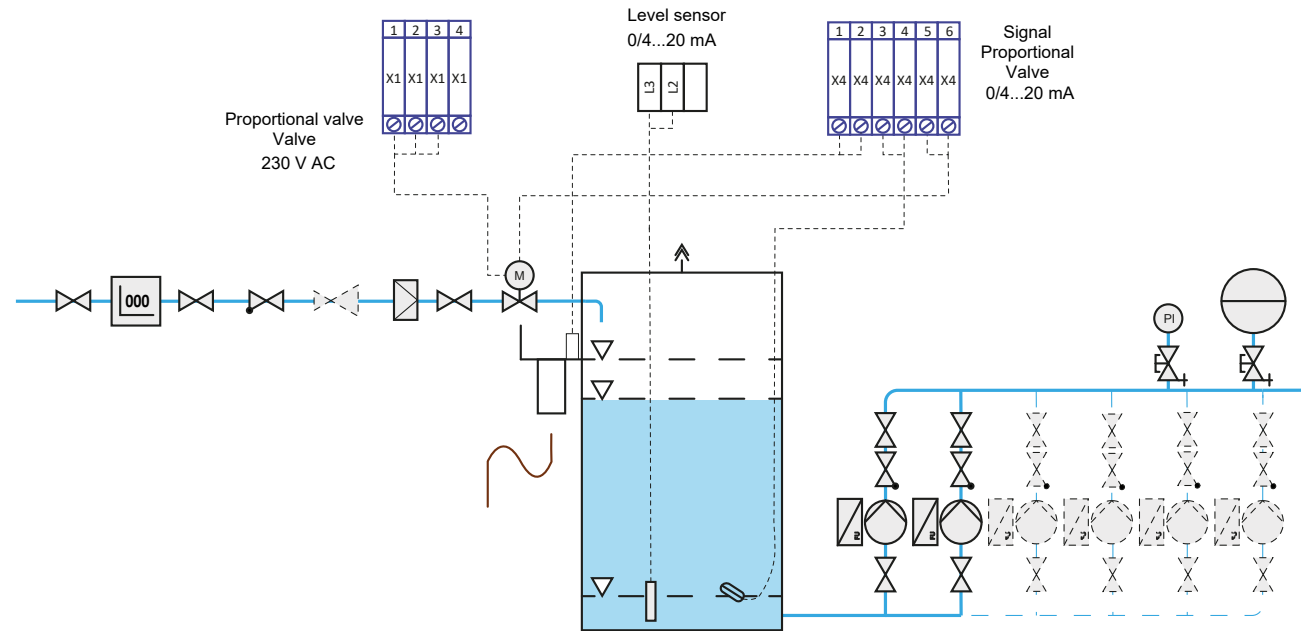 Level sensor
0/4...20 mA
1 2 3 4
X1 X1 X1 X1
Proportional valve
Valve
230 V AC
L3 L2
1 2 3 4 5 6
X4 X4 X4 X4 X4 X4
Signal
Proportional
Valve
0/4...20 mA
M
000
PI